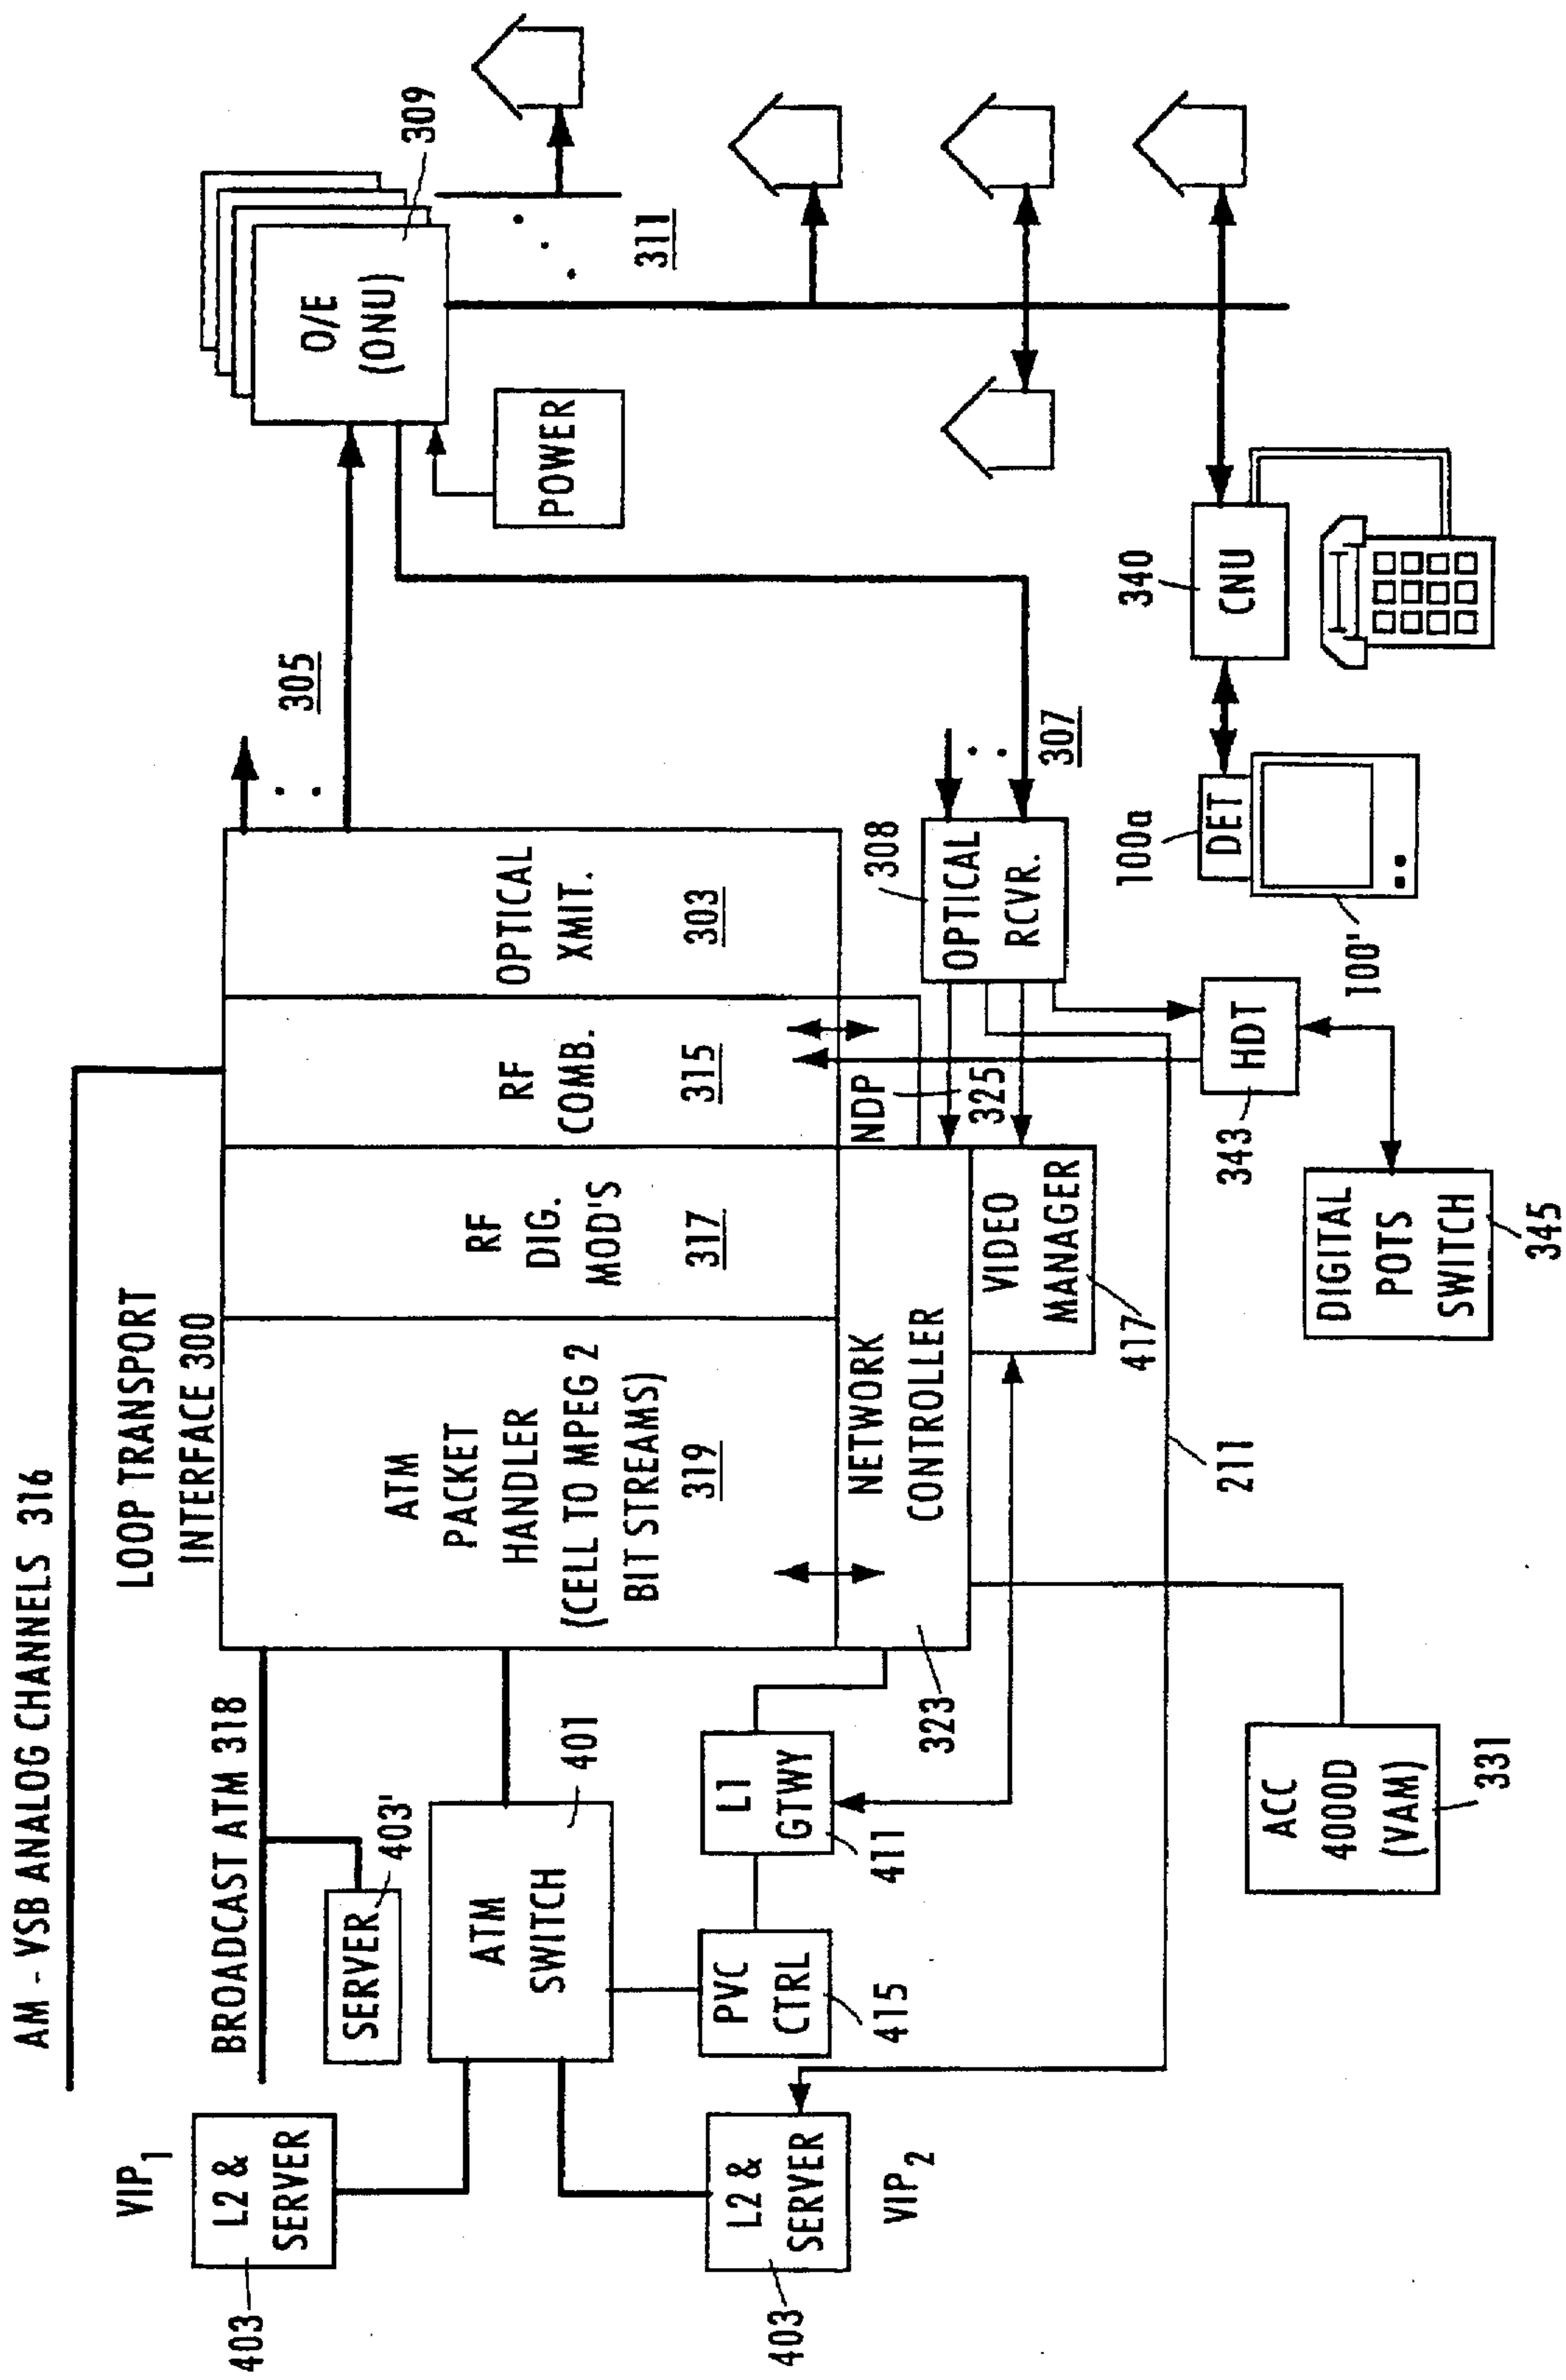 AM - VSB ANALOG CHANNELS 316
LOOP TRANSPORT
INTERFACE 300
BROADCAST ATM 318
VIP1
L2 &
SERVER
403
SERVER
403'
ATM
SWITCH
401
L2 &
SERVER
403
VIP2
PVC
CTRL
415
L1
GTWY
411
ATM
PACKET
HANDLER
(CELL TO MPEG 2
BIT STREAMS)
319
RF
DIG.
MOD'S
317
RF
COMB.
315
OPTICAL
XMIT.
303
NETWORK
CONTROLLER
323
NDP
325
VIDEO
MANAGER
417
305
O/E
(ONU)
309
311
POWER
OPTICAL
RCVR.
308
307
211
ACC
4000D
(VAM)
331
DIGITAL
POTS
SWITCH
345
HDT
343
DET
100a
100'
CNU
340